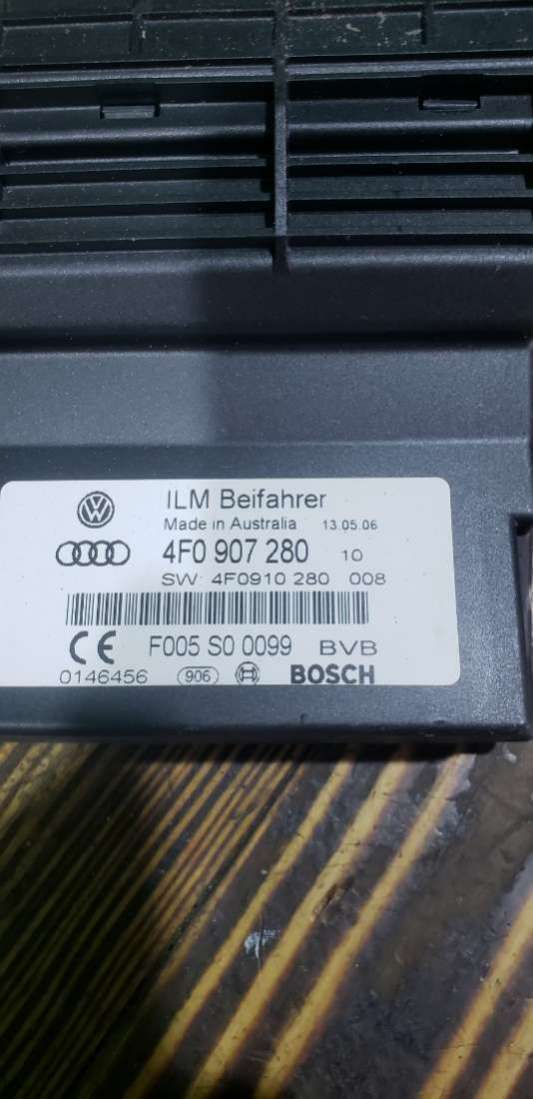 ILM Beifahrer
Made in Australia 13.05.06
4F0 907 280 10
SW 4F0910 280 008
CE F005 S0 0099 BVB
0146456 906 BOSCH